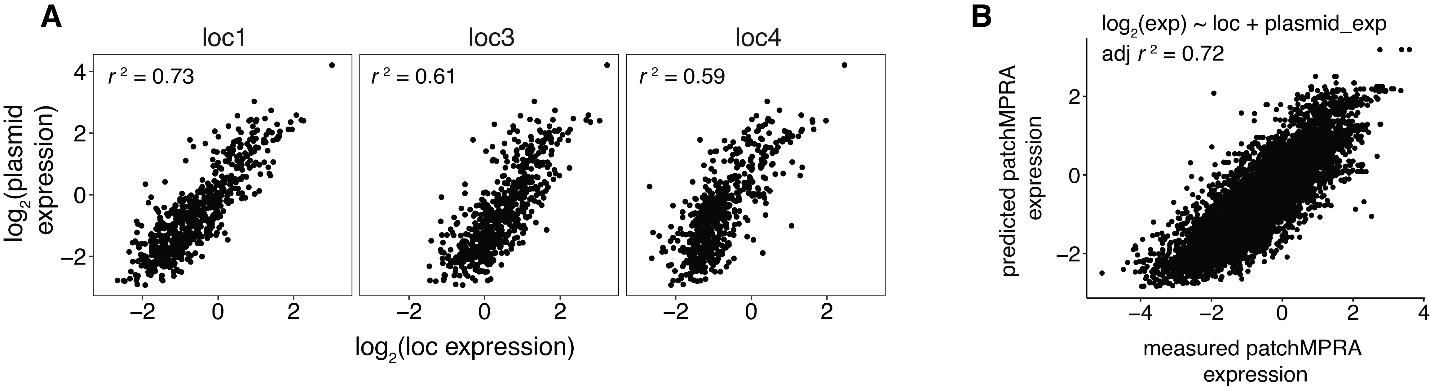 A
loc1
loc3
loc4
r² = 0.73
r² = 0.61
r² = 0.59
log₂(plasmid
expression)
4
2
0
−2
−2 0 2
−2 0 2
−2 0 2
log₂(loc expression)
B
log₂(exp) ~ loc + plasmid_exp
adj r² = 0.72
predicted patchMPRA
expression
2
0
−2
−4 −2 0 2 4
measured patchMPRA
expression